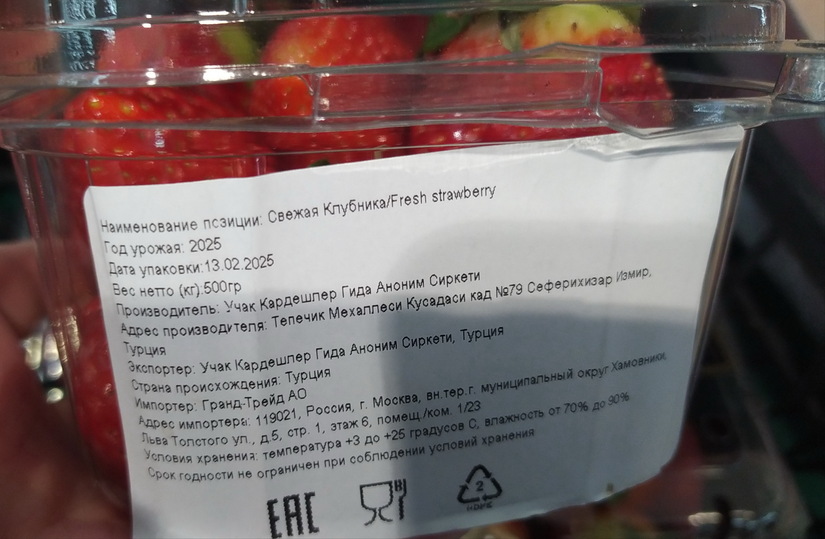 Наименование псзиции: Свежая Клубника/Fresh strawberry
Год урожая: 2025
Дата упаковки:13.02.2025
Вес нетто (кг):500гр
Производитель: Учак Кардешлер Гида Аноним Сиркети
Адрес производителя: Тепечик Мехаллеси Кусадаси кад №79 Сеферихизар Измир,
Турция
Экспортер: Учак Кардешлер Гида Аноним Сиркети, Турция
Страна происхождения: Турция
Импортер: Гранд-Трейд АО
Адрес импортера: 119021, Россия, г. Москва, вн.тер.г. муниципальный округ Хамовники,
Льва Толстого ул., д.5, стр. 1, этаж 6, помещ./ком. 1/23
Условия хранения: температура +3 до +25 градусов С, влажность от 70% до 90%
Срок годности не ограничен при соблюдении условий хранения
EAC
2
HDPE